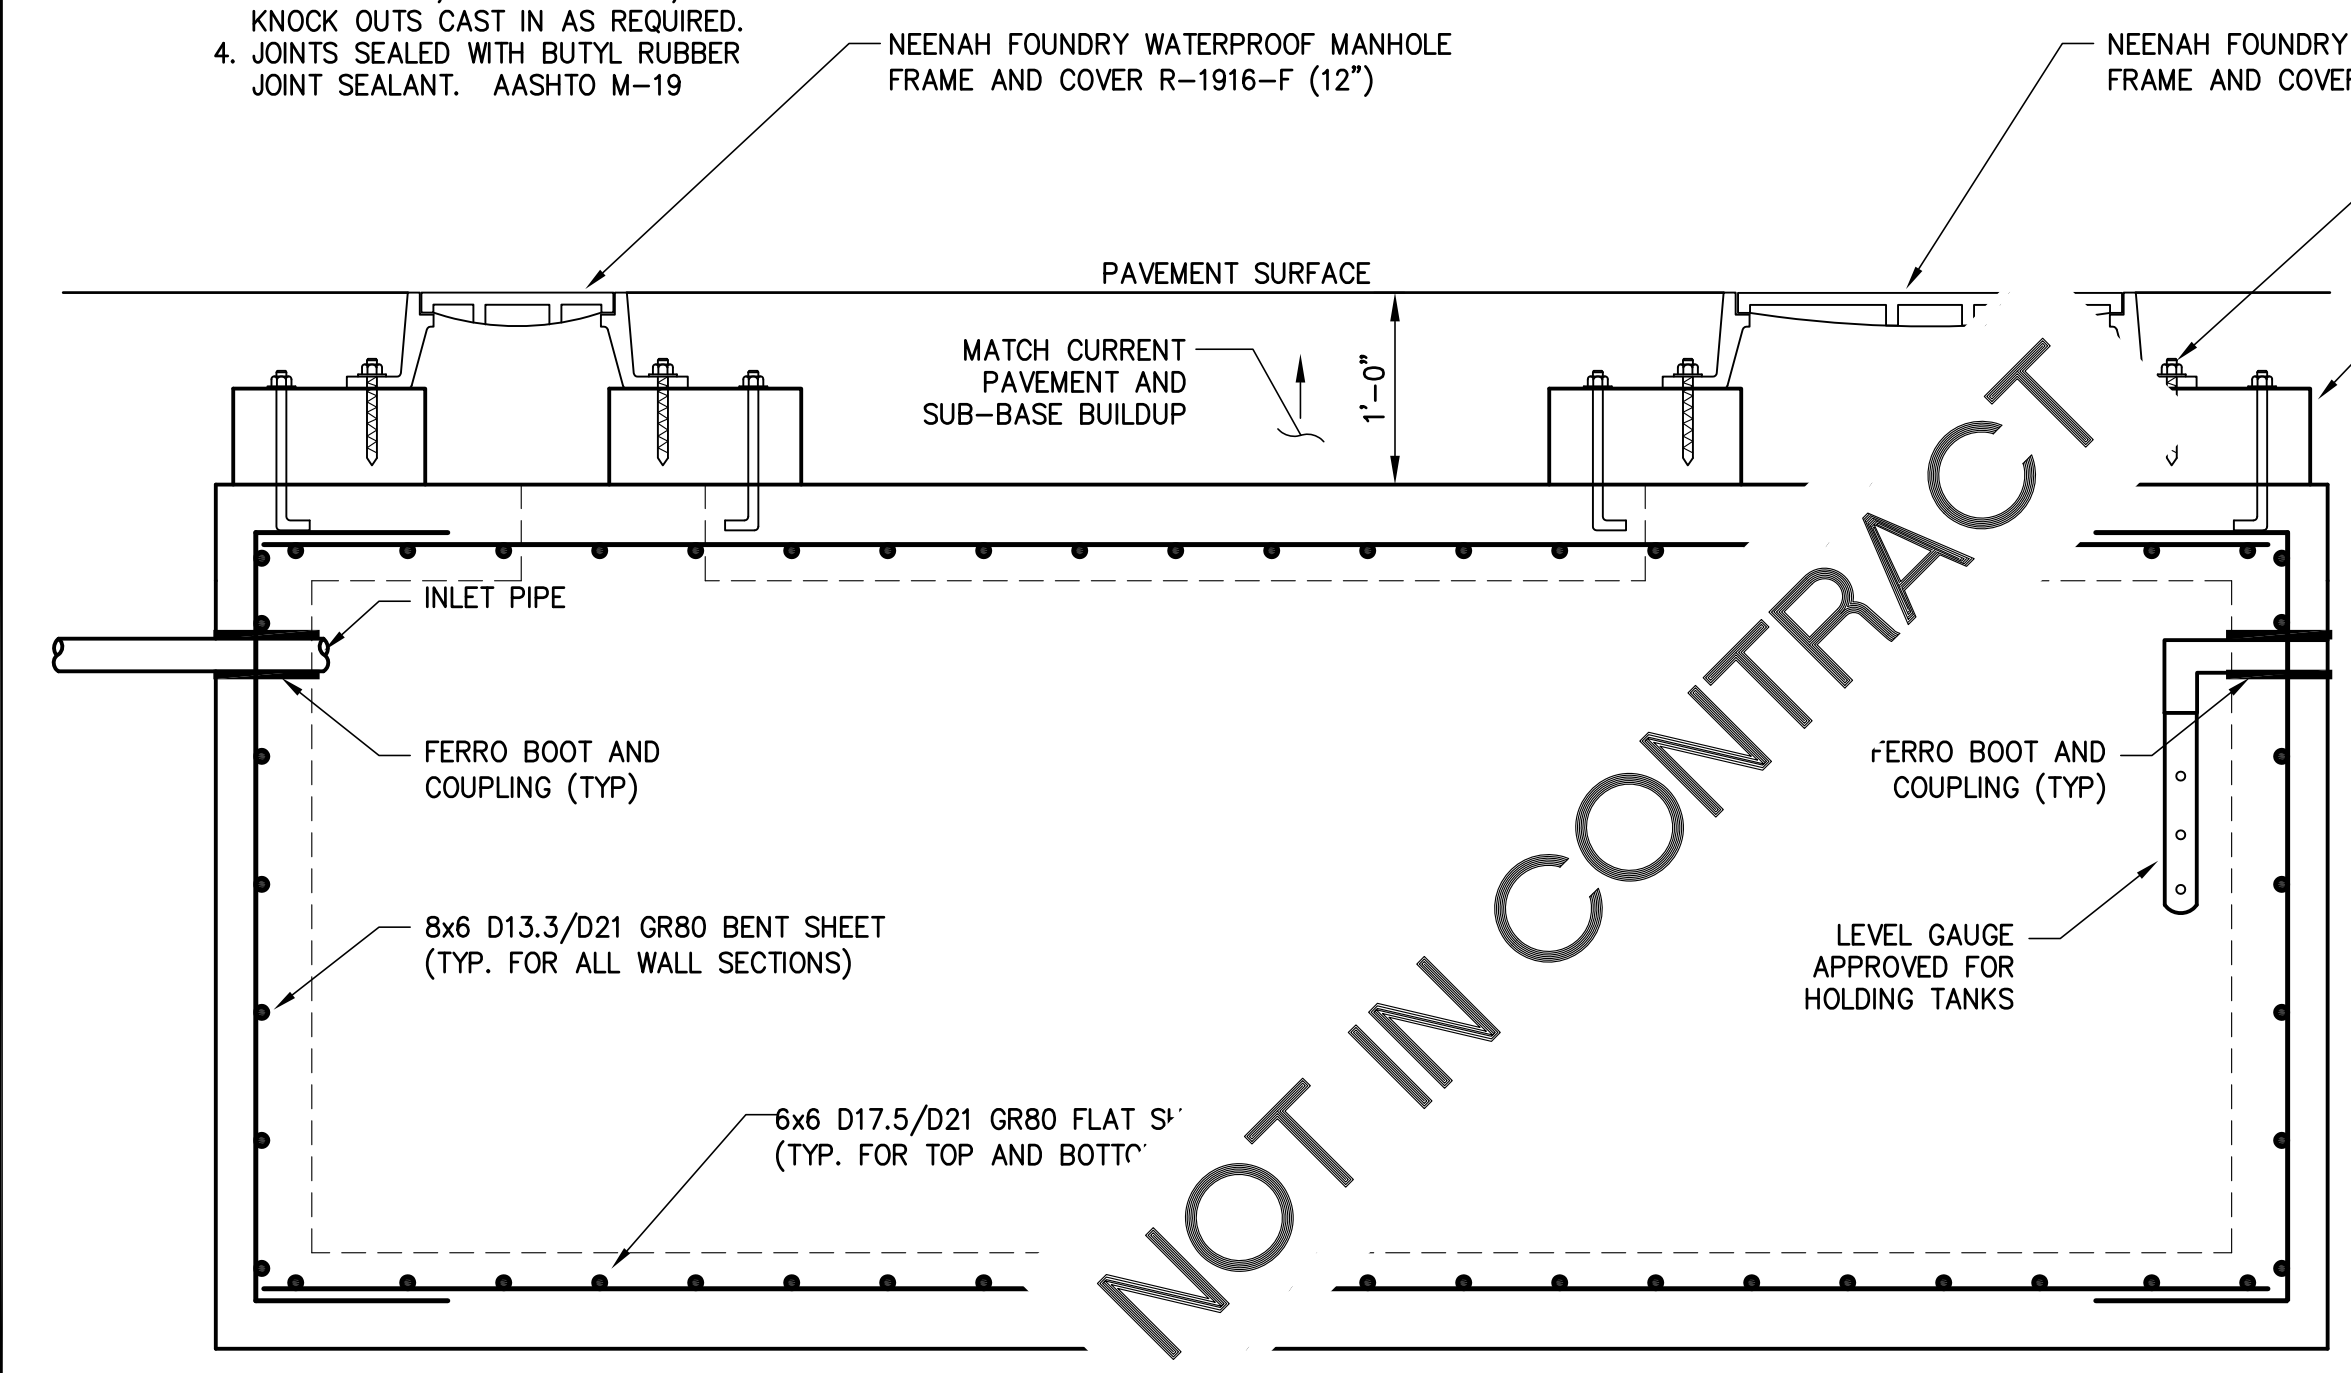 KNOCK OUTS CAST IN AS REQUIRED.
4. JOINTS SEALED WITH BUTYL RUBBER
JOINT SEALANT. AASHTO M-19
NEENAH FOUNDRY WATERPROOF MANHOLE
FRAME AND COVER R-1916-F (12")
NEENAH FOUNDRY
FRAME AND COVER
PAVEMENT SURFACE
MATCH CURRENT
PAVEMENT AND
SUB-BASE BUILDUP
1'-0"
INLET PIPE
FERRO BOOT AND
COUPLING (TYP)
FERRO BOOT AND
COUPLING (TYP)
8x6 D13.3/D21 GR80 BENT SHEET
(TYP. FOR ALL WALL SECTIONS)
LEVEL GAUGE
APPROVED FOR
HOLDING TANKS
6x6 D17.5/D21 GR80 FLAT
(TYP. FOR TOP AND
NOT IN CONTRACT